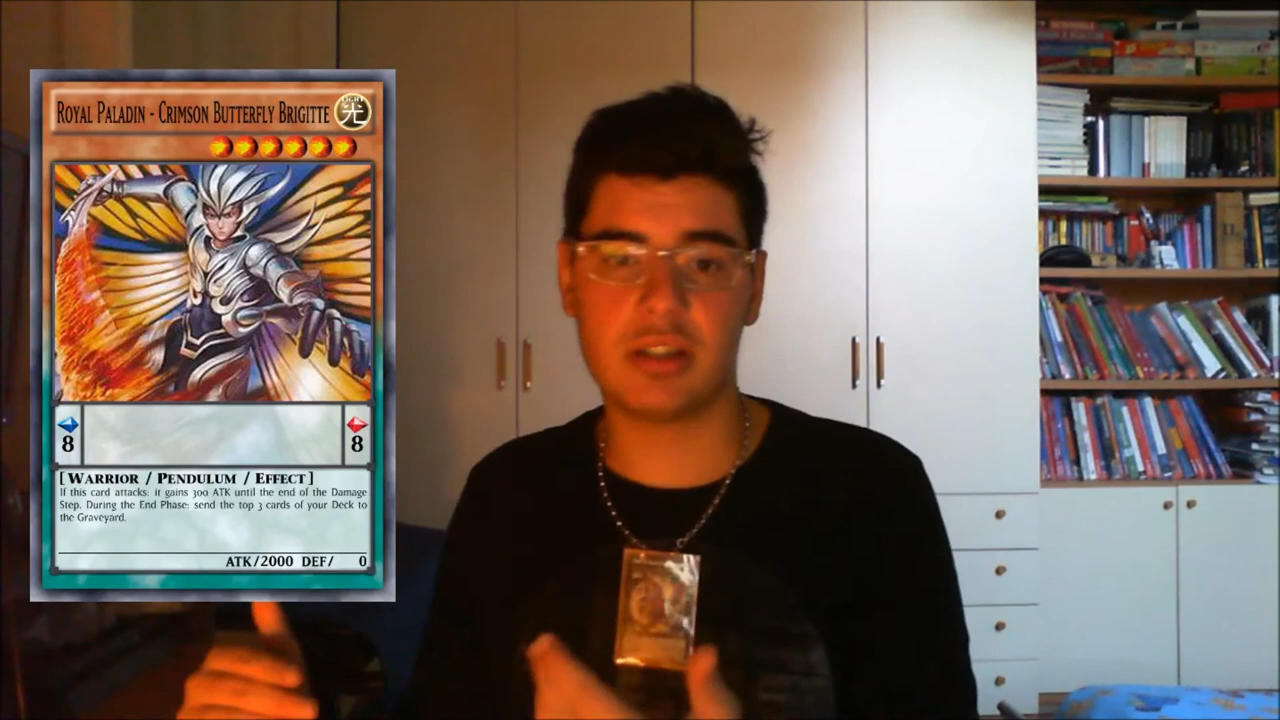 ROYAL PALADIN - CRIMSON BUTTERFLY BRIGITTE
LIGHT
光
8
8
[ WARRIOR / PENDULUM / EFFECT ]
If this card attacks: it gains 300 ATK until the end of the Damage
Step. During the End Phase: send the top 3 cards of your Deck to
the Graveyard.
ATK/2000 DEF/ 0